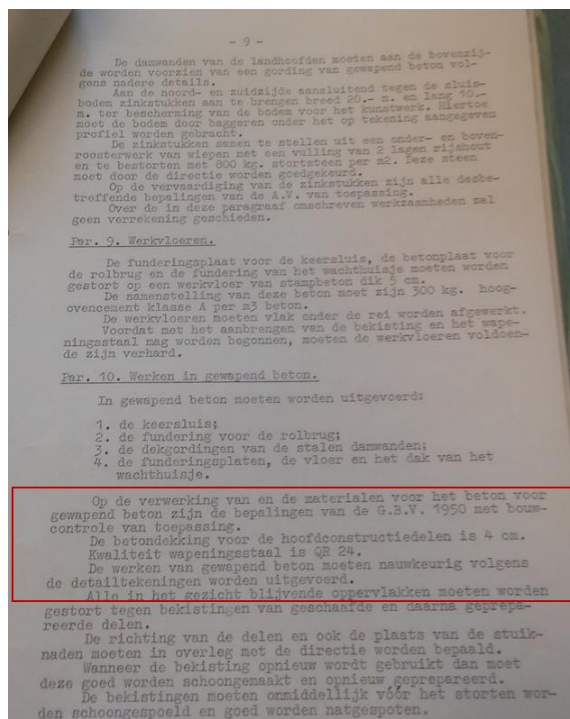 - 9 -
De damwanden van de landhoofden moeten aan de bovenzij-
de worden voorzien van een gording van gewapend beton vol-
gens nadere details.
Aan de noord- en zuidzijde aansluitend tegen de sluis-
bodem zinkstukken aan te brengen breed 20.- m. en lang 10.-
m. ter bescherming van de bodem voor het kunstwerk. Hiertoe
moet de bodem door baggeren onder het op tekening aangegeven
profiel worden gebracht.
De zinkstukken samen te stellen uit een onder- en boven-
roosterwerk van wiepen met een vulling van 2 lagen rijshout
en te bestorten met 800 kg. stortsteen per m2. Deze steen
moet door de directie worden goedgekeurd.
Op de vervaardiging van de zinkstukken zijn alle desbe-
treffende bepalingen van de A.V. van toepassing.
Over de in deze paragraaf omschreven werkzaamheden zal
geen verrekening geschieden.
Par. 9. Werkvloeren.
De funderingsplaat voor de keersluis, de betonplaat voor
de rolbrug en de fundering van het wachthuisje moeten worden
gestort op een werkvloer van stampbeton dik 5 cm.
De samenstelling van deze beton moet zijn 300 kg. hoog-
ovencement klasse A per m3 beton.
De werkvloeren moeten vlak onder de rei worden afgewerkt.
Voordat met het aanbrengen van de bekisting en het wape-
ningsstaal mag worden begonnen, moeten de werkvloeren voldoen-
de zijn verhard.
Par. 10. Werken in gewapend beton.
In gewapend beton moeten worden uitgevoerd:
1. de keersluis;
2. de fundering voor de rolbrug;
3. de dekgordingen van de stalen damwanden;
4. de funderingsplaten, de vloer en het dak van het
wachthuisje.
Op de verwerking van en de materialen voor het beton voor
gewapend beton zijn de bepalingen van de G.B.V. 1950 met bouw-
controle van toepassing.
De betondekking voor de hoofdconstructiedelen is 4 cm.
Kwaliteit wapeningsstaal is QR 24.
De werken van gewapend beton moeten nauwkeurig volgens
de detailtekeningen worden uitgevoerd.
Alle in het gezicht blijvende oppervlakken moeten worden
gestort tegen bekistingen van geschaafde en daarna geprepa-
reerde delen.
De richting van de delen en ook de plaats van de stuik-
naden moeten in overleg met de directie worden bepaald.
Wanneer de bekisting opnieuw wordt gebruikt dan moet
deze goed worden schoongemaakt en opnieuw geprepareerd.
De bekistingen moeten onmiddellijk vóór het storten wor-
den schoongespoeld en goed worden natgespoten.